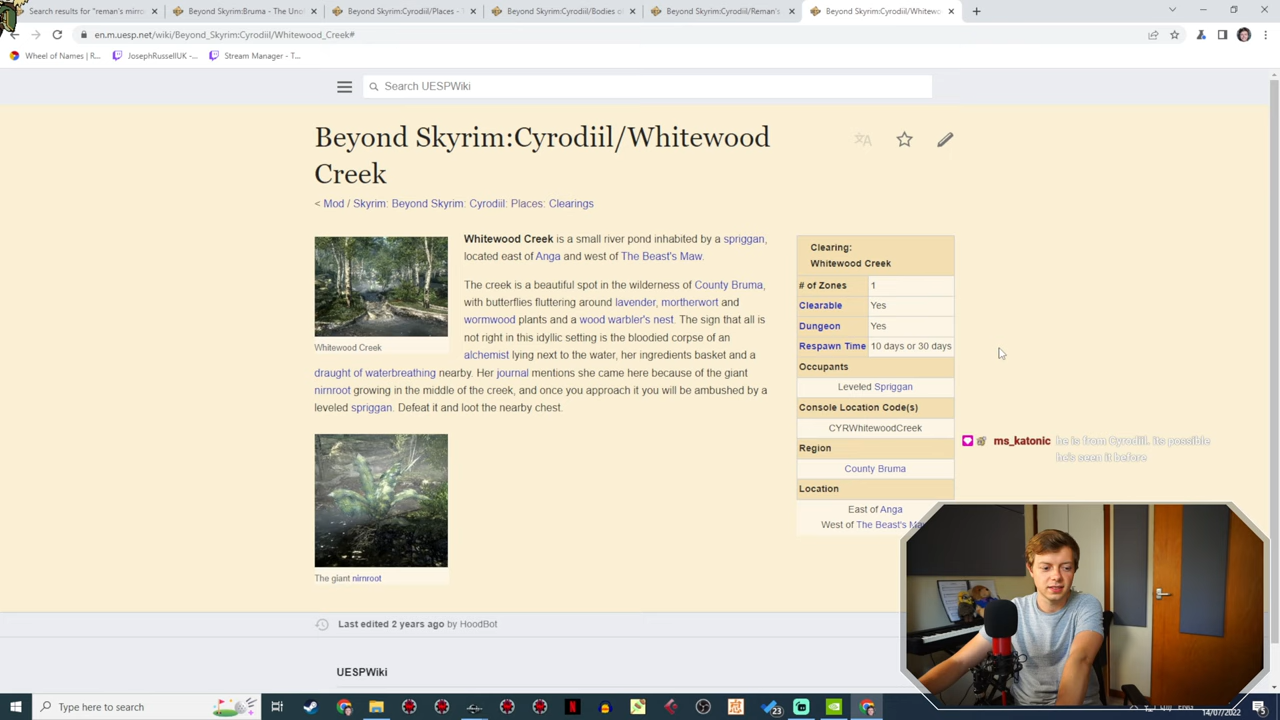 Search results for "reman's mirro
Beyond Skyrim:Bruma - The Uno
Beyond Skyrim:Cyrodiil/Places - T
Beyond Skyrim:Cyrodiil/Bodies of
Beyond Skyrim:Cyrodiil/Reman's
Beyond Skyrim:Cyrodiil/Whitewo
en.m.uesp.net/wiki/Beyond_Skyrim:Cyrodiil/Whitewood_Creek#
Wheel of Names | R...
JosephRussellUK -...
Stream Manager - T...
Search UESPWiki
Beyond Skyrim:Cyrodiil/Whitewood
Creek
< Mod / Skyrim: Beyond Skyrim: Cyrodiil: Places: Clearings
Whitewood Creek is a small river pond inhabited by a spriggan,
located east of Anga and west of The Beast's Maw.
The creek is a beautiful spot in the wilderness of County Bruma,
with butterflies fluttering around lavender, mortherwort and
wormwood plants and a wood warbler's nest. The sign that all is
not right in this idyllic setting is the bloodied corpse of an
alchemist lying next to the water, her ingredients basket and a
draught of waterbreathing nearby. Her journal mentions she came here because of the giant
nirnroot growing in the middle of the creek, and once you approach it you will be ambushed by a
leveled spriggan. Defeat it and loot the nearby chest.
Whitewood Creek
The giant nirnroot
Clearing:
Whitewood Creek
# of Zones 1
Clearable Yes
Dungeon Yes
Respawn Time 10 days or 30 days
Occupants
Leveled Spriggan
Console Location Code(s)
CYRWhitewoodCreek
Region
County Bruma
Location
East of Anga
West of The Beast's Ma
ms_katonic he is from Cyrodiil. its possible
he's seen it before
Last edited 2 years ago by HoodBot
UESPWiki
Type here to search
23
14/07/2022